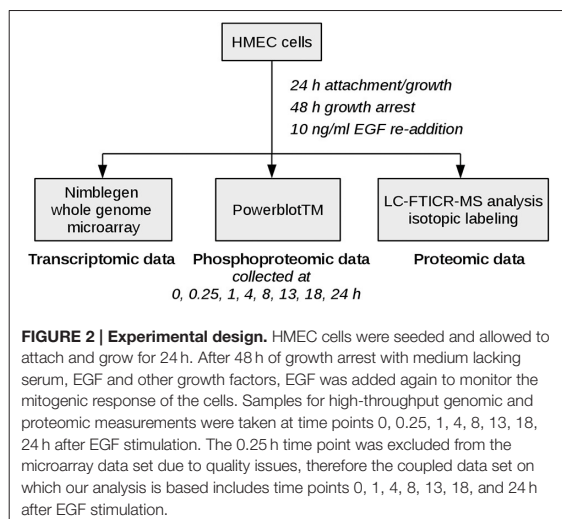 HMEC cells
24 h attachment/growth
48 h growth arrest
10 ng/ml EGF re-addition
Nimblegen
whole genome
microarray
PowerblotTM
LC-FTICR-MS analysis
isotopic labeling
Transcriptomic data
Phosphoproteomic data
Proteomic data
collected at
0, 0.25, 1, 4, 8, 13, 18, 24 h
FIGURE 2 | Experimental design. HMEC cells were seeded and allowed to
attach and grow for 24 h. After 48 h of growth arrest with medium lacking
serum, EGF and other growth factors, EGF was added again to monitor the
mitogenic response of the cells. Samples for high-throughput genomic and
proteomic measurements were taken at time points 0, 0.25, 1, 4, 8, 13, 18,
24 h after EGF stimulation. The 0.25 h time point was excluded from the
microarray data set due to quality issues, therefore the coupled data set on
which our analysis is based includes time points 0, 1, 4, 8, 13, 18, and 24 h
after EGF stimulation.